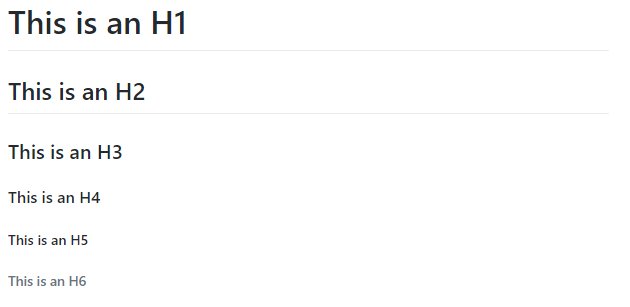 This is an H1
This is an H2
This is an H3
This is an H4
This is an H5
This is an H6